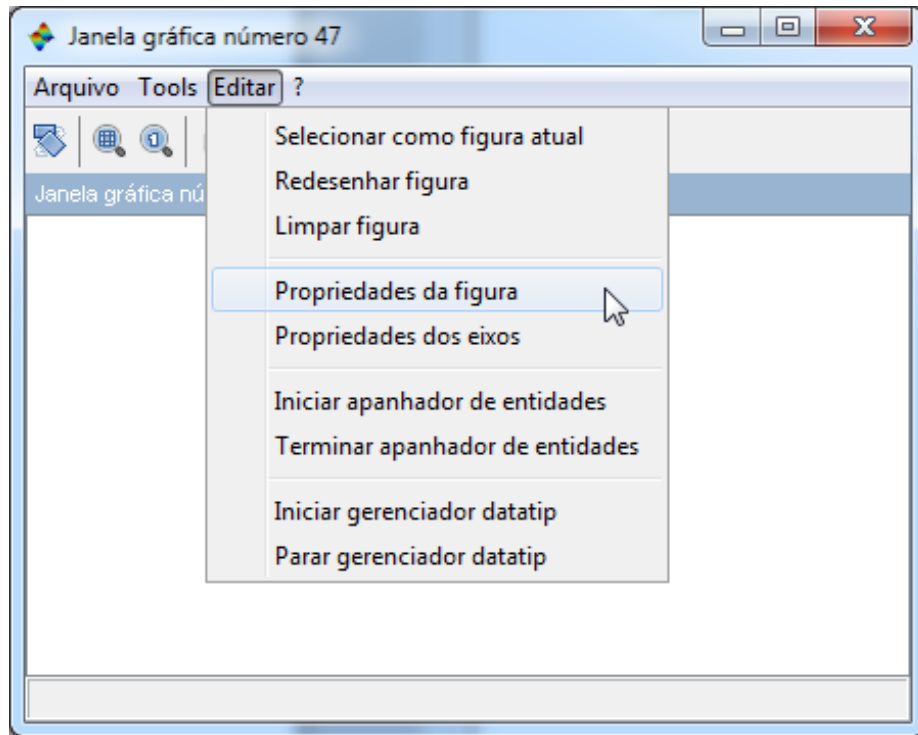 Janela gráfica número 47
Arquivo Tools Editar ?
Janela gráfica nú
Selecionar como figura atual
Redesenhar figura
Limpar figura
Propriedades da figura
Propriedades dos eixos
Iniciar apanhador de entidades
Terminar apanhador de entidades
Iniciar gerenciador datatip
Parar gerenciador datatip